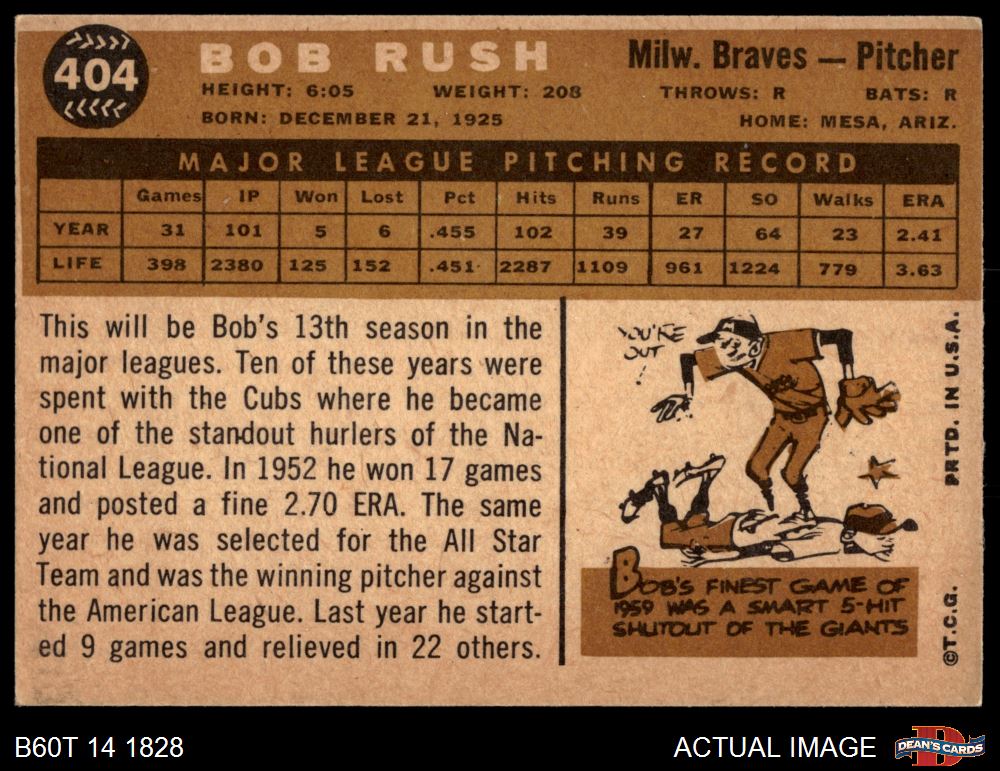 404
BOB RUSH
Milw. Braves — Pitcher
HEIGHT: 6:05 WEIGHT: 208 THROWS: R BATS: R
BORN: DECEMBER 21, 1925 HOME: MESA, ARIZ.
MAJOR LEAGUE PITCHING RECORD
Games IP Won Lost Pct Hits Runs ER SO Walks ERA
YEAR 31 101 5 6 .455 102 39 27 64 23 2.41
LIFE 398 2380 125 152 .451 2287 1109 961 1224 779 3.63
This will be Bob's 13th season in the
major leagues. Ten of these years were
spent with the Cubs where he became
one of the standout hurlers of the Na-
tional League. In 1952 he won 17 games
and posted a fine 2.70 ERA. The same
year he was selected for the All Star
Team and was the winning pitcher against
the American League. Last year he start-
ed 9 games and relieved in 22 others.
YOU'RE
OUT
!
BOB'S FINEST GAME OF
1959 WAS A SMART 5-HIT
SHUTOUT OF THE GIANTS
©T.C.G. PRTD. IN U.S.A.
B60T 14 1828
ACTUAL IMAGE
D
DEAN'S CARDS